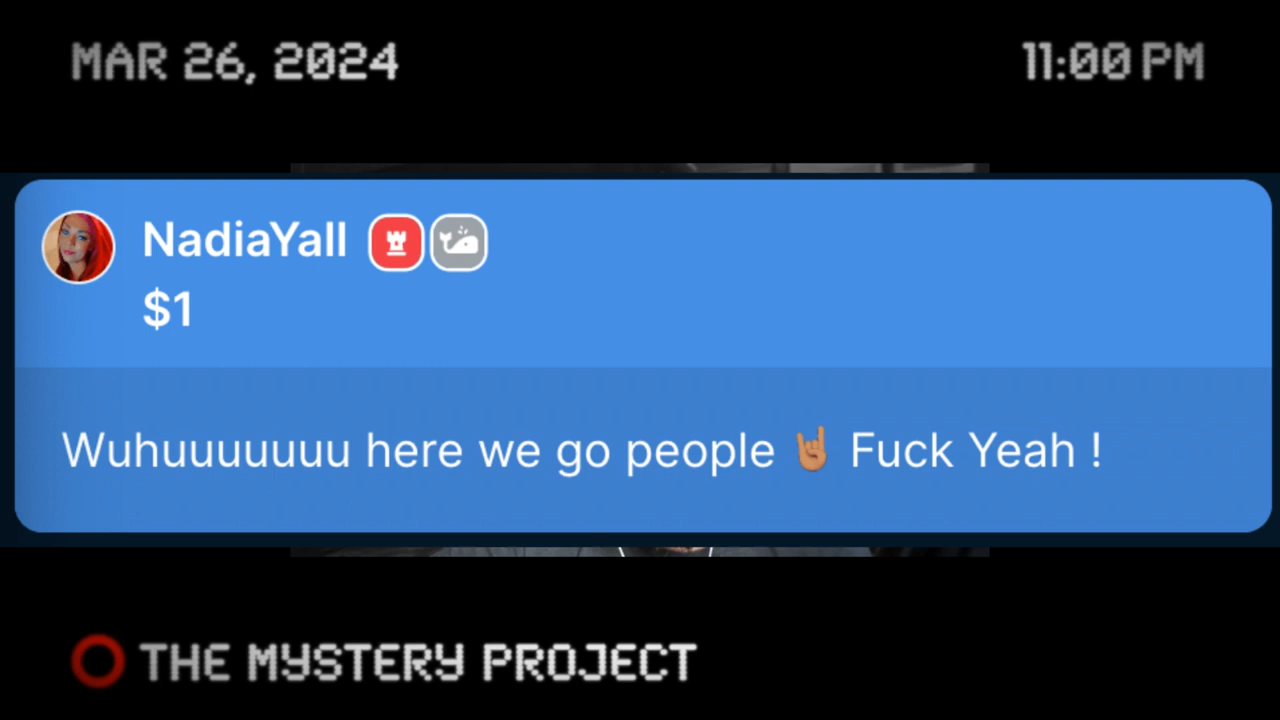 MAR 26, 2024
11:00 PM
NadiaYall
$1
Wuhuuuuuuu here we go people 🤘🏽 Fuck Yeah !
THE MYSTERY PROJECT